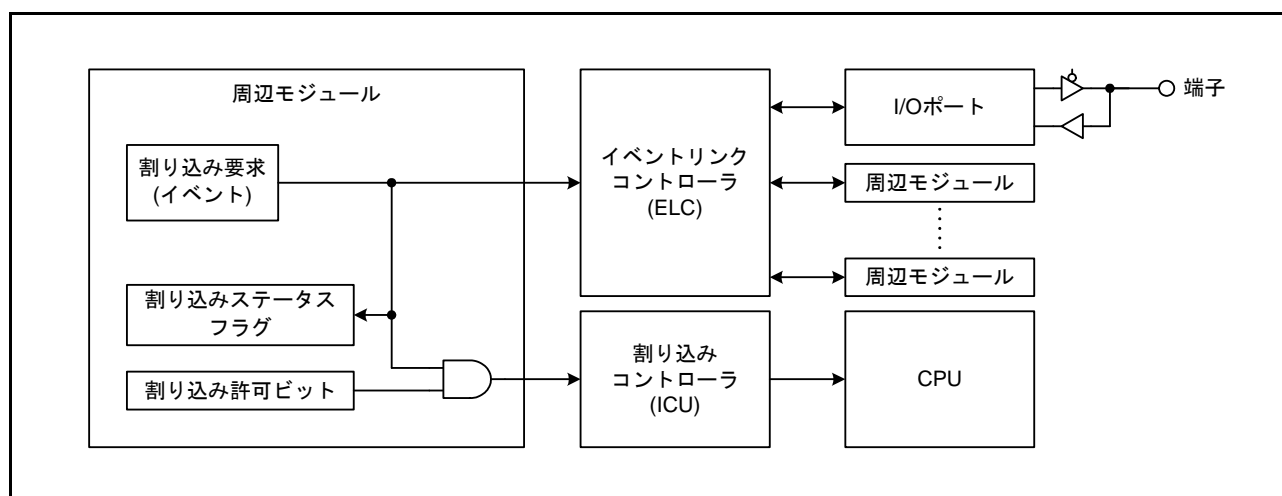 周辺モジュール
割り込み要求
(イベント)
割り込みステータス
フラグ
割り込み許可ビット
イベントリンク
コントローラ
(ELC)
割り込み
コントローラ
(ICU)
I/Oポート
端子
周辺モジュール
周辺モジュール
CPU